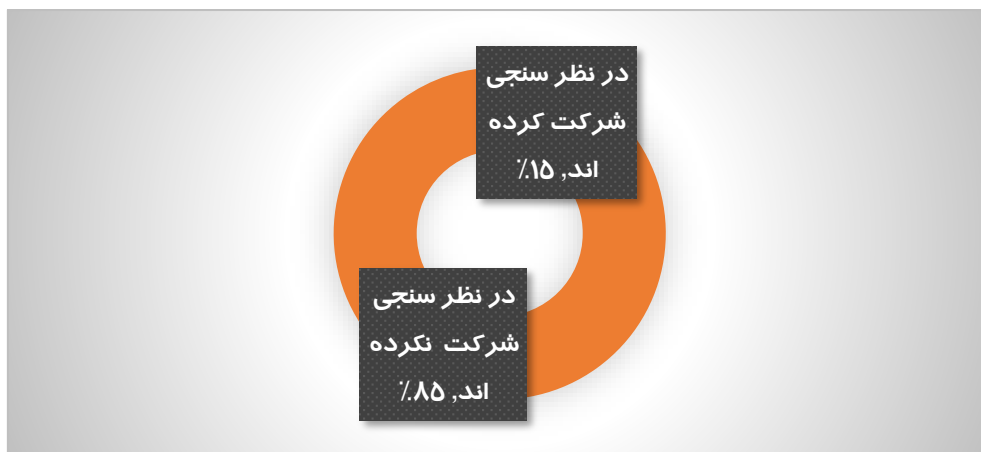 در نظر سنجی
شرکت کرده
اند, ۱۵٪
در نظر سنجی
شرکت نکرده
اند, ۸۵٪